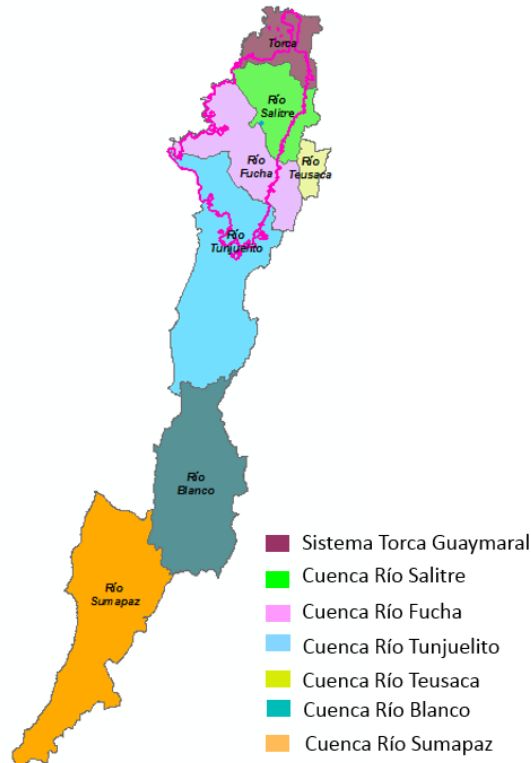 Torca
Río
Salitre
Río
Fucha
Río
Teusaca
Río
Tunjuelito
Río
Blanco
Río
Sumapaz
Sistema Torca Guaymaral
Cuenca Río Salitre
Cuenca Río Fucha
Cuenca Río Tunjuelito
Cuenca Río Teusaca
Cuenca Río Blanco
Cuenca Río Sumapaz